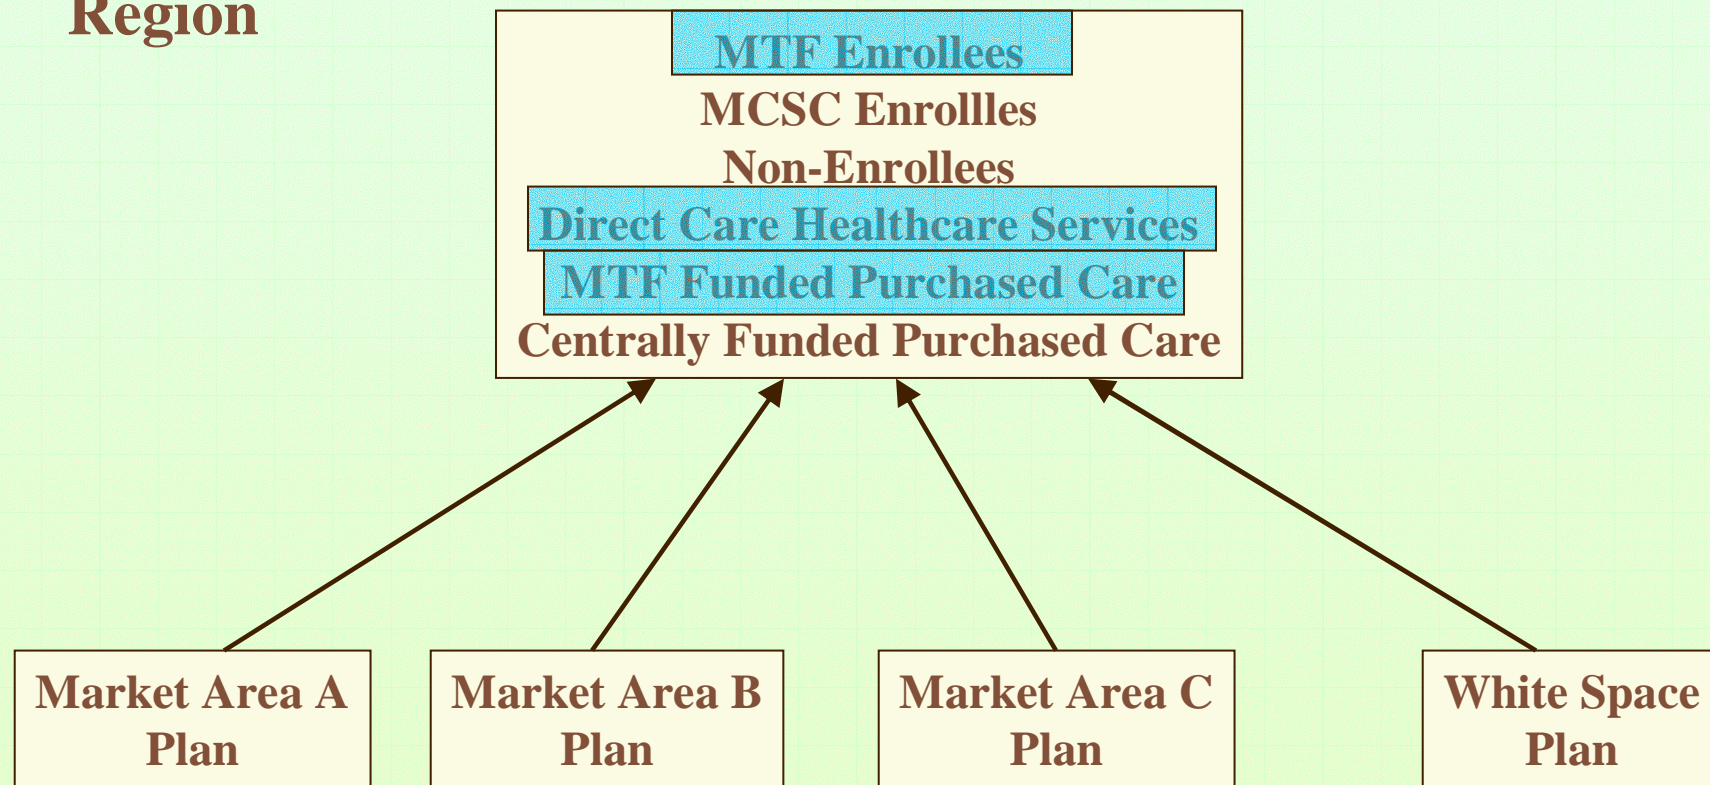 Region
MTF Enrollees
MCSC Enrollles
Non-Enrollees
Direct Care Healthcare Services
MTF Funded Purchased Care
Centrally Funded Purchased Care
Market Area A
Plan
Market Area B
Plan
Market Area C
Plan
White Space
Plan